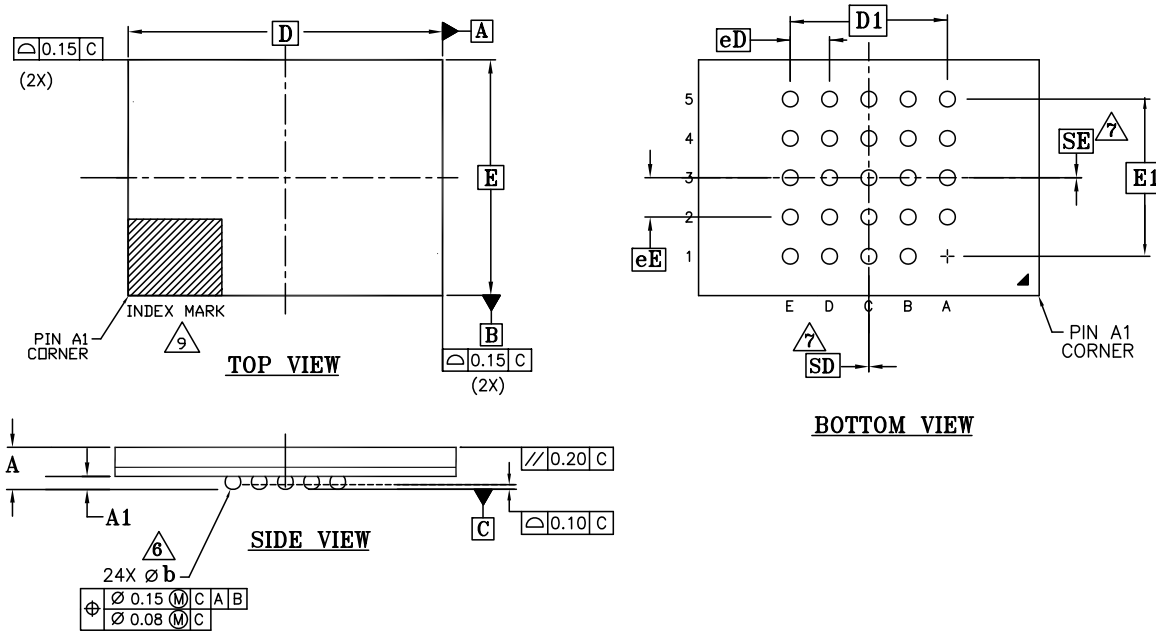 D
A
⌓ 0.15 C
(2X)
E
INDEX MARK
9
PIN A1
CORNER
TOP VIEW
B
⌓ 0.15 C
(2X)
D1
eD
5
4
3
2
1
SE
7
E1
eE
E D C B A
7
SD
PIN A1
CORNER
BOTTOM VIEW
A
A1
// 0.20 C
C
⌓ 0.10 C
SIDE VIEW
6
24X Ø b
⌖ Ø 0.15 Ⓜ C A B
Ø 0.08 Ⓜ C